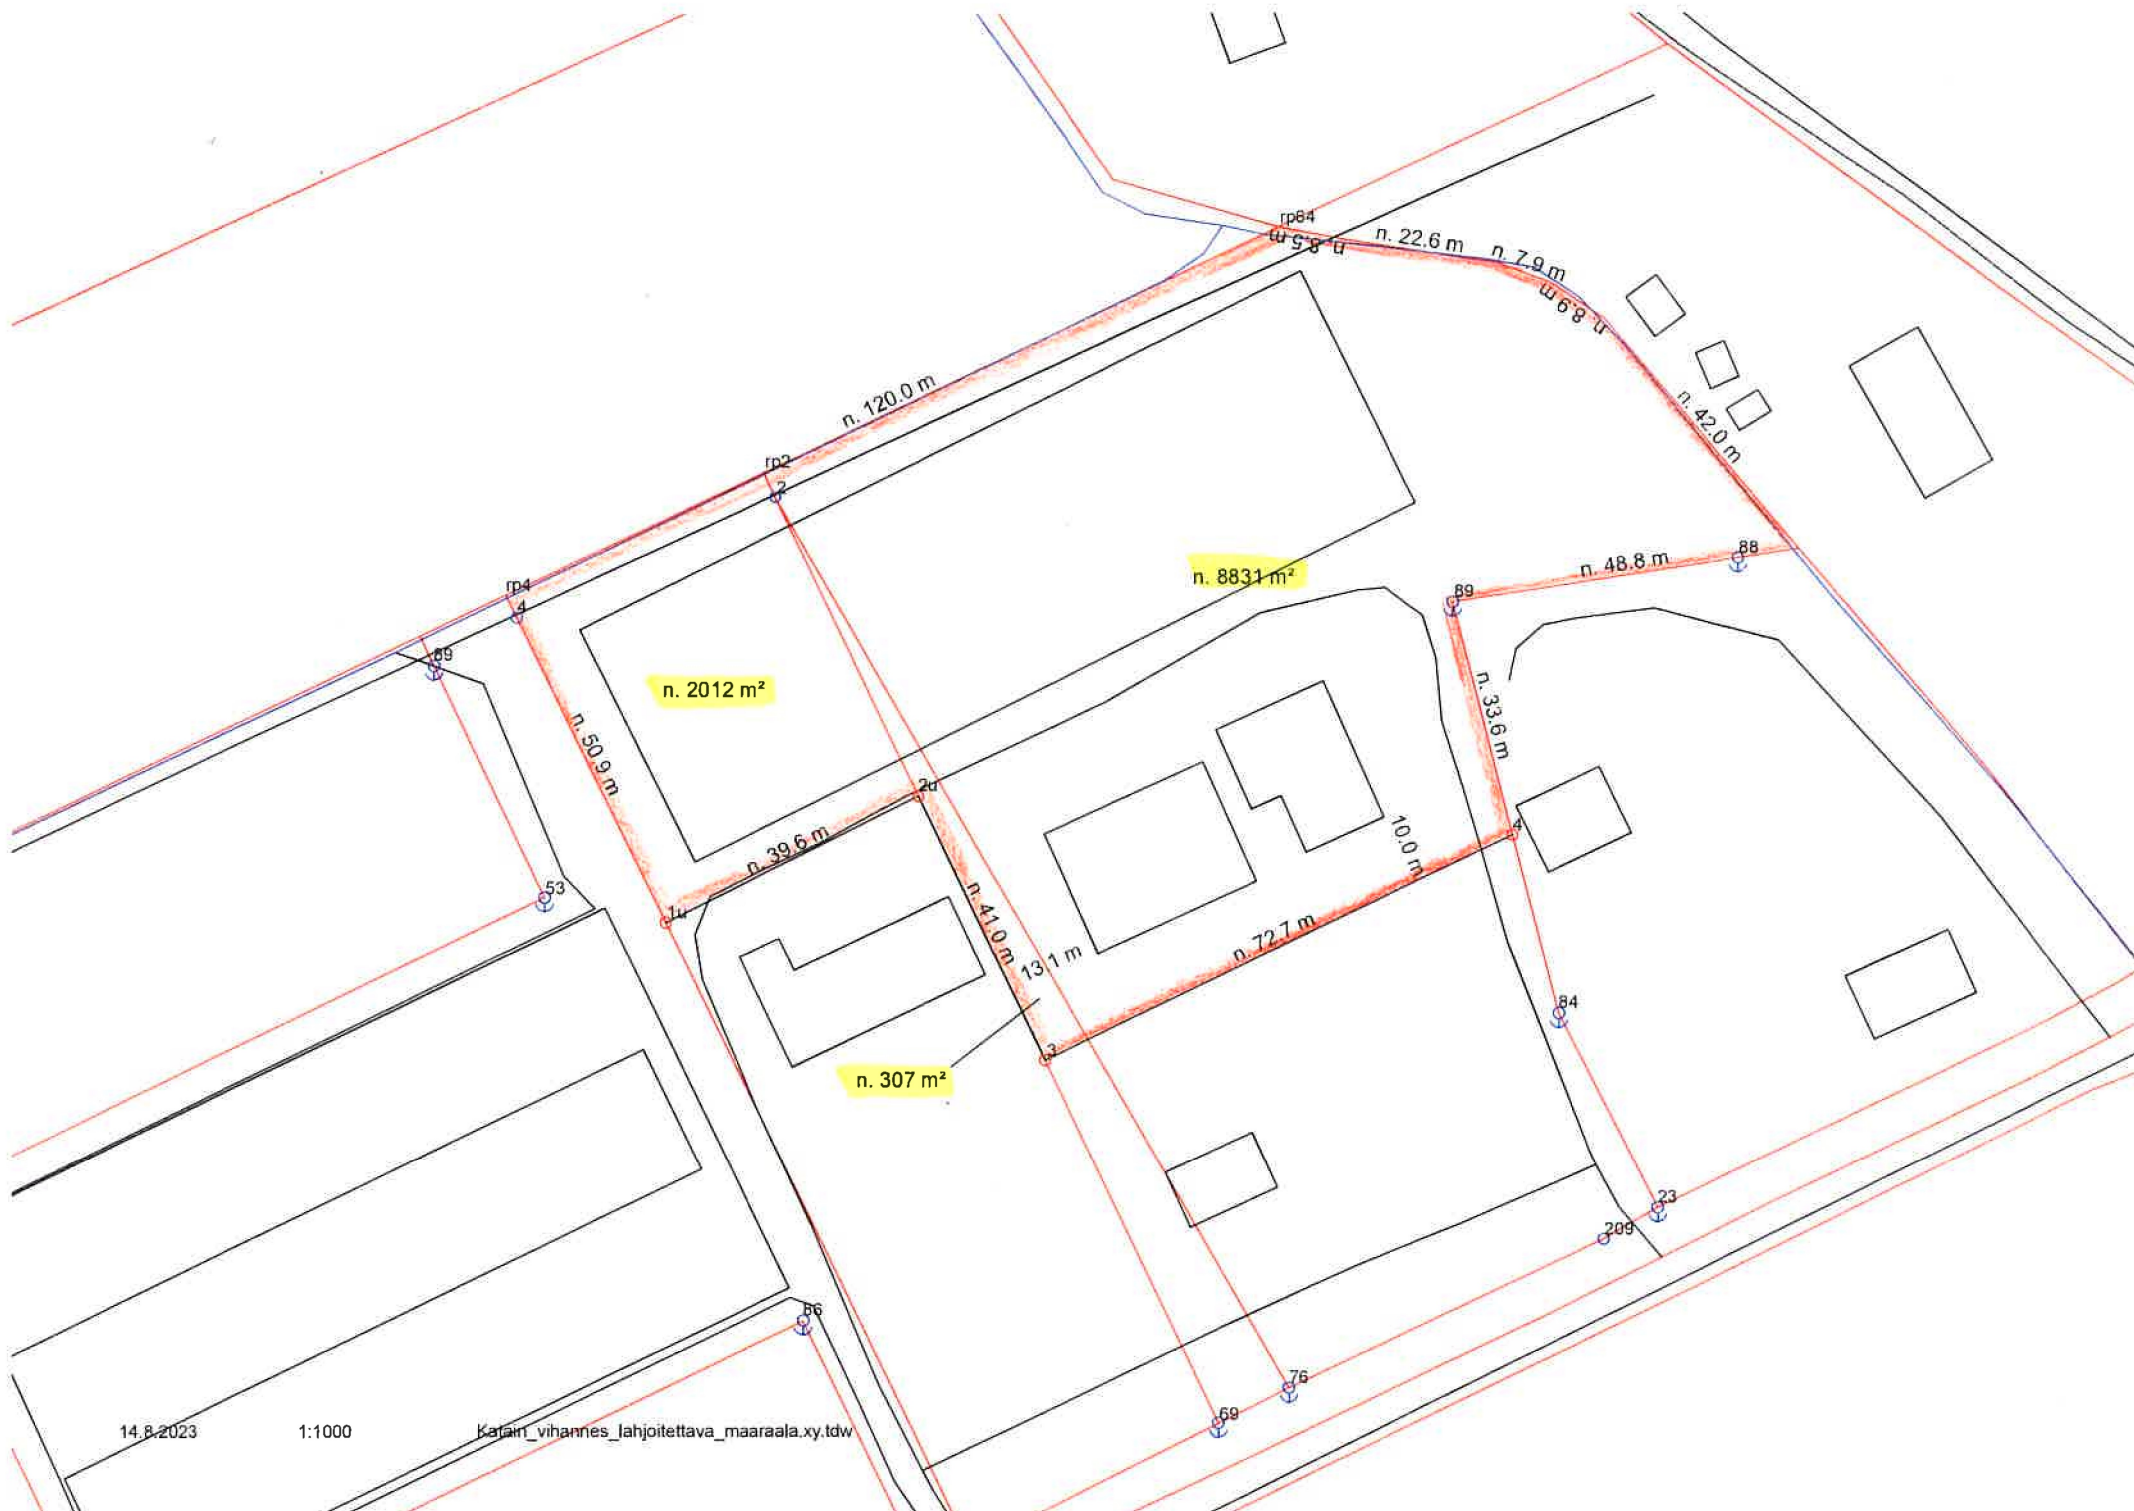 rp84
n. 8.5 m
n. 22.6 m
n. 7.9 m
n. 8.9 m
n. 120.0 m
n. 42.0 m
rp2
2
n. 48.8 m
88
n. 8831 m²
89
rp4
4
69
n. 2012 m²
n. 50.9 m
n. 33.6 m
2u
n. 39.6 m
10.0 m
4
53
1u
n. 41.0 m
n. 72.7 m
13.1 m
84
3
n. 307 m²
23
209
86
76
69
14.8.2023 1:1000 Katain_vihannes_lahjoitettava_maaraala.xy.tdw